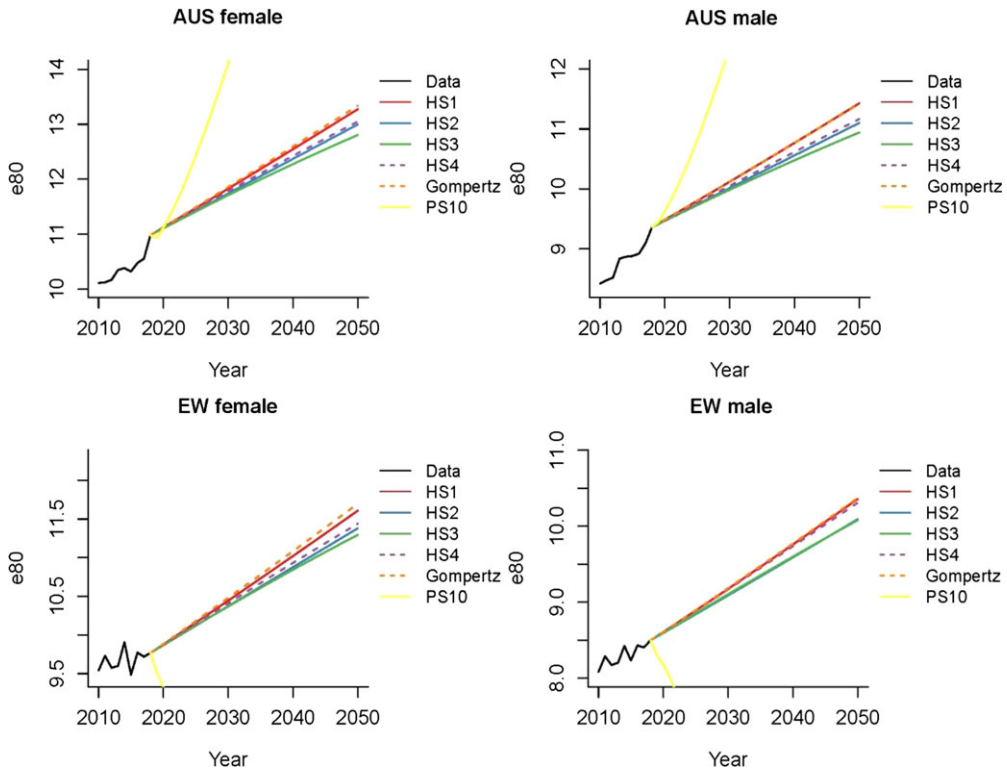 AUS female
14
13
12
11
10
e80
2010 2020 2030 2040 2050
Year
Data
HS1
HS2
HS3
HS4
Gompertz
PS10
AUS male
12
11
10
9
e80
2010 2020 2030 2040 2050
Year
Data
HS1
HS2
HS3
HS4
Gompertz
PS10
EW female
11.5
10.5
9.5
e80
2010 2020 2030 2040 2050
Year
Data
HS1
HS2
HS3
HS4
Gompertz
PS10
EW male
11.0
10.0
9.0
8.0
e80
2010 2020 2030 2040 2050
Year
Data
HS1
HS2
HS3
HS4
Gompertz
PS10